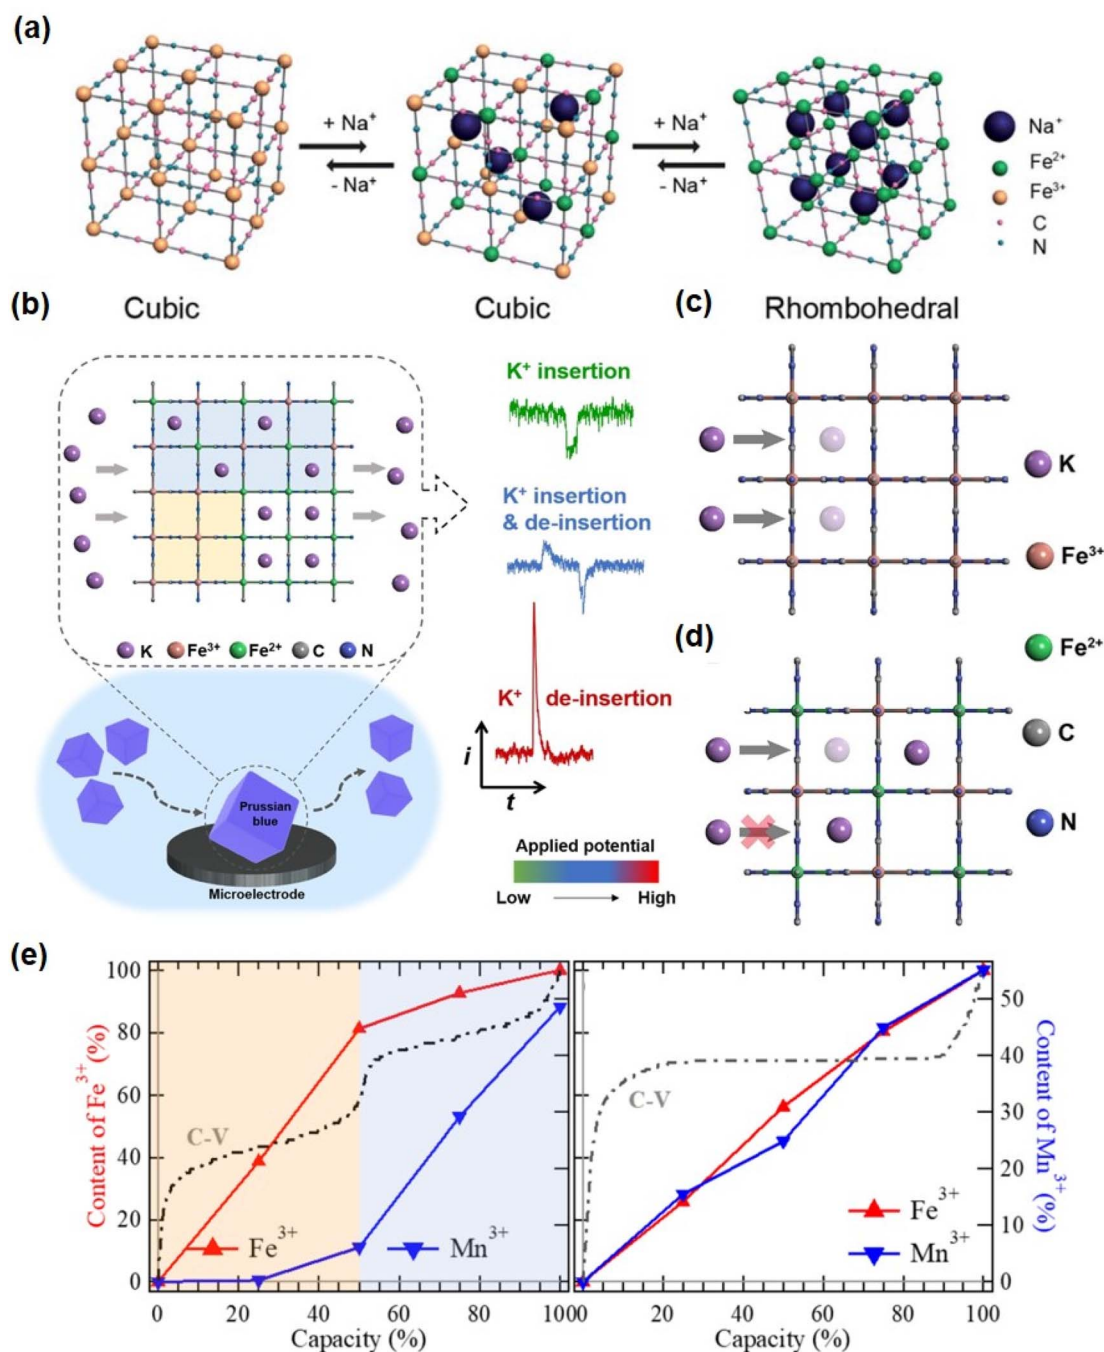 (a)
+ Na⁺
- Na⁺
+ Na⁺
- Na⁺
Na⁺
Fe²⁺
Fe³⁺
C
N
Cubic
Cubic
Rhombohedral
(b)
K⁺ insertion
K⁺ insertion
& de-insertion
K⁺ de-insertion
i
t
K
Fe³⁺
Fe²⁺
C
N
Prussian
blue
Microelectrode
Applied potential
Low
High
(c)
K
Fe³⁺
Fe²⁺
C
N
(d)
(e)
Content of Fe³⁺ (%)
100
80
60
40
20
0
C-V
Fe³⁺
Mn³⁺
0
20
40
60
80
100
Capacity (%)
C-V
Fe³⁺
Mn³⁺
0
20
40
60
80
100
Capacity (%)
50
40
30
20
10
0
Content of Mn³⁺ (%)